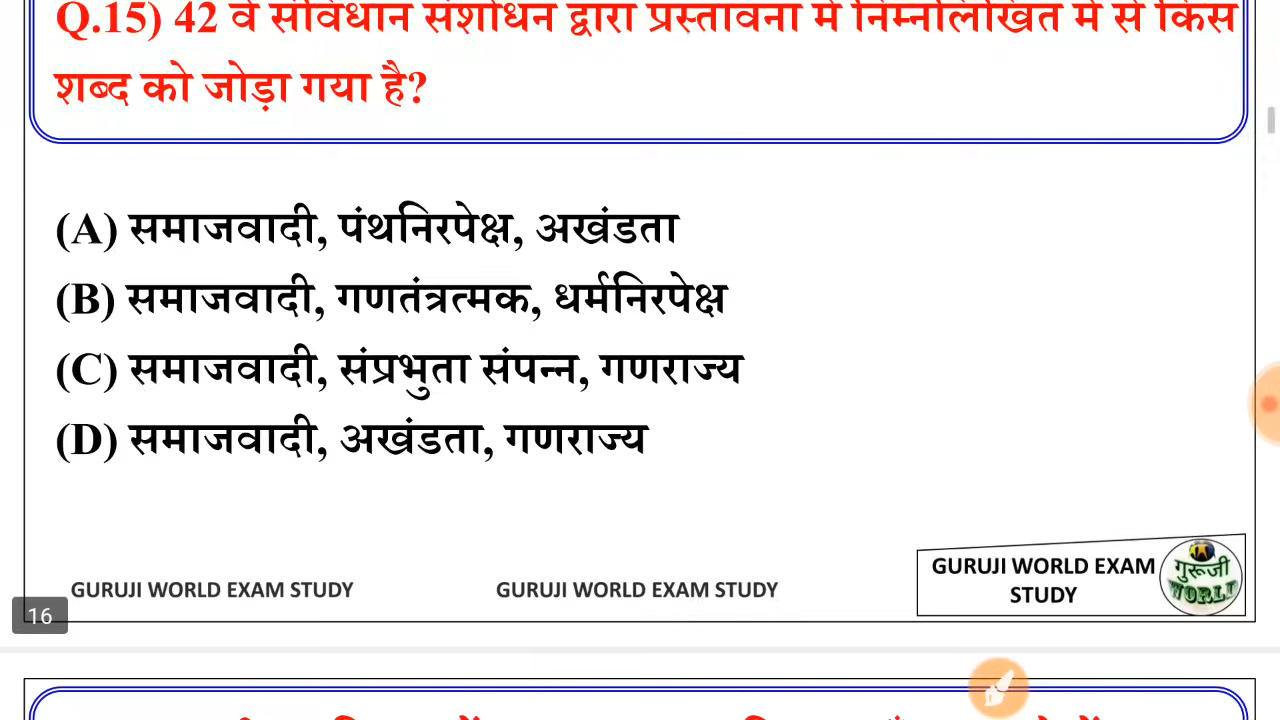 Q.15) 42 वे संविधान संशोधन द्वारा प्रस्तावना में निम्नलिखित में से किस
शब्द को जोड़ा गया है?
(A) समाजवादी, पंथनिरपेक्ष, अखंडता
(B) समाजवादी, गणतंत्रत्मक, धर्मनिरपेक्ष
(C) समाजवादी, संप्रभुता संपन्न, गणराज्य
(D) समाजवादी, अखंडता, गणराज्य
GURUJI WORLD EXAM STUDY GURUJI WORLD EXAM STUDY
GURUJI WORLD EXAM
STUDY
गुरूजी
WORLD
16